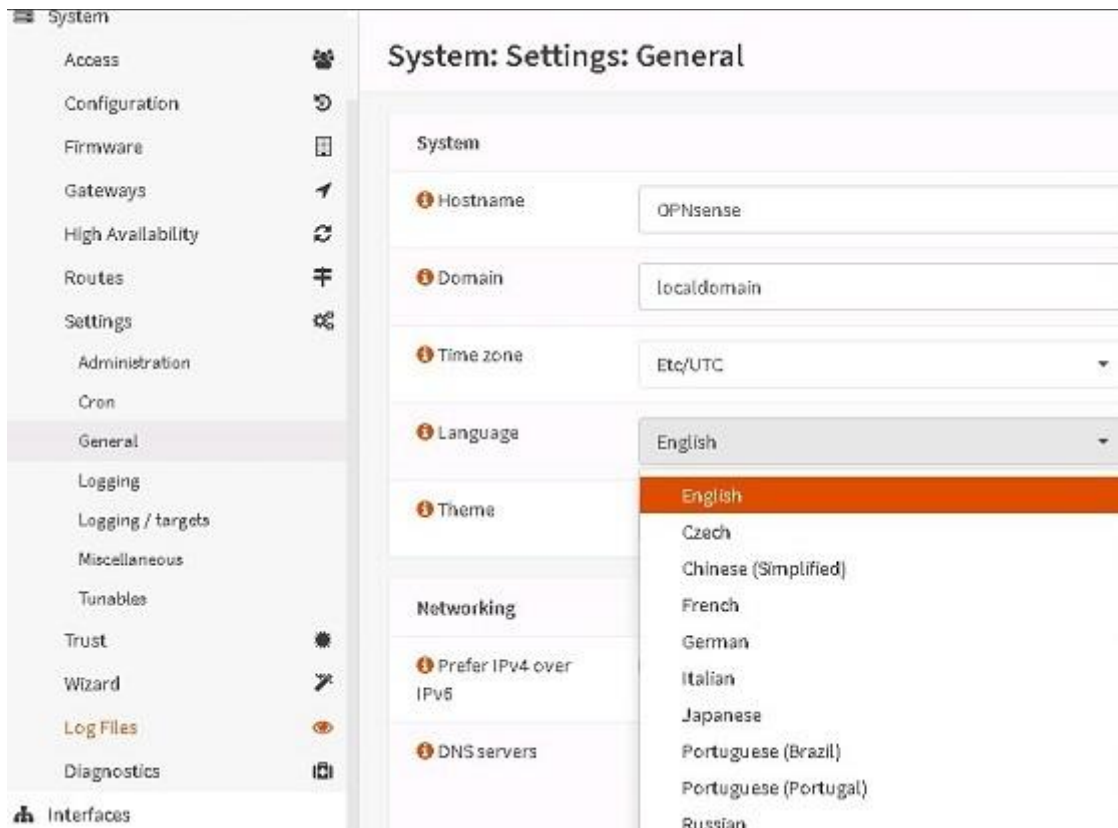 System
Access
Configuration
Firmware
Gateways
High Availability
Routes
Settings
Administration
Cron
General
Logging
Logging / targets
Miscellaneous
Tunables
Trust
Wizard
Log Files
Diagnostics
Interfaces
System: Settings: General
System
Hostname
OPNsense
Domain
localdomain
Time zone
Etc/UTC
Language
English
English
Theme
Czech
Chinese (Simplified)
French
German
Italian
Japanese
Portuguese (Brazil)
Portuguese (Portugal)
Russian
Networking
Prefer IPv4 over
IPv6
DNS servers